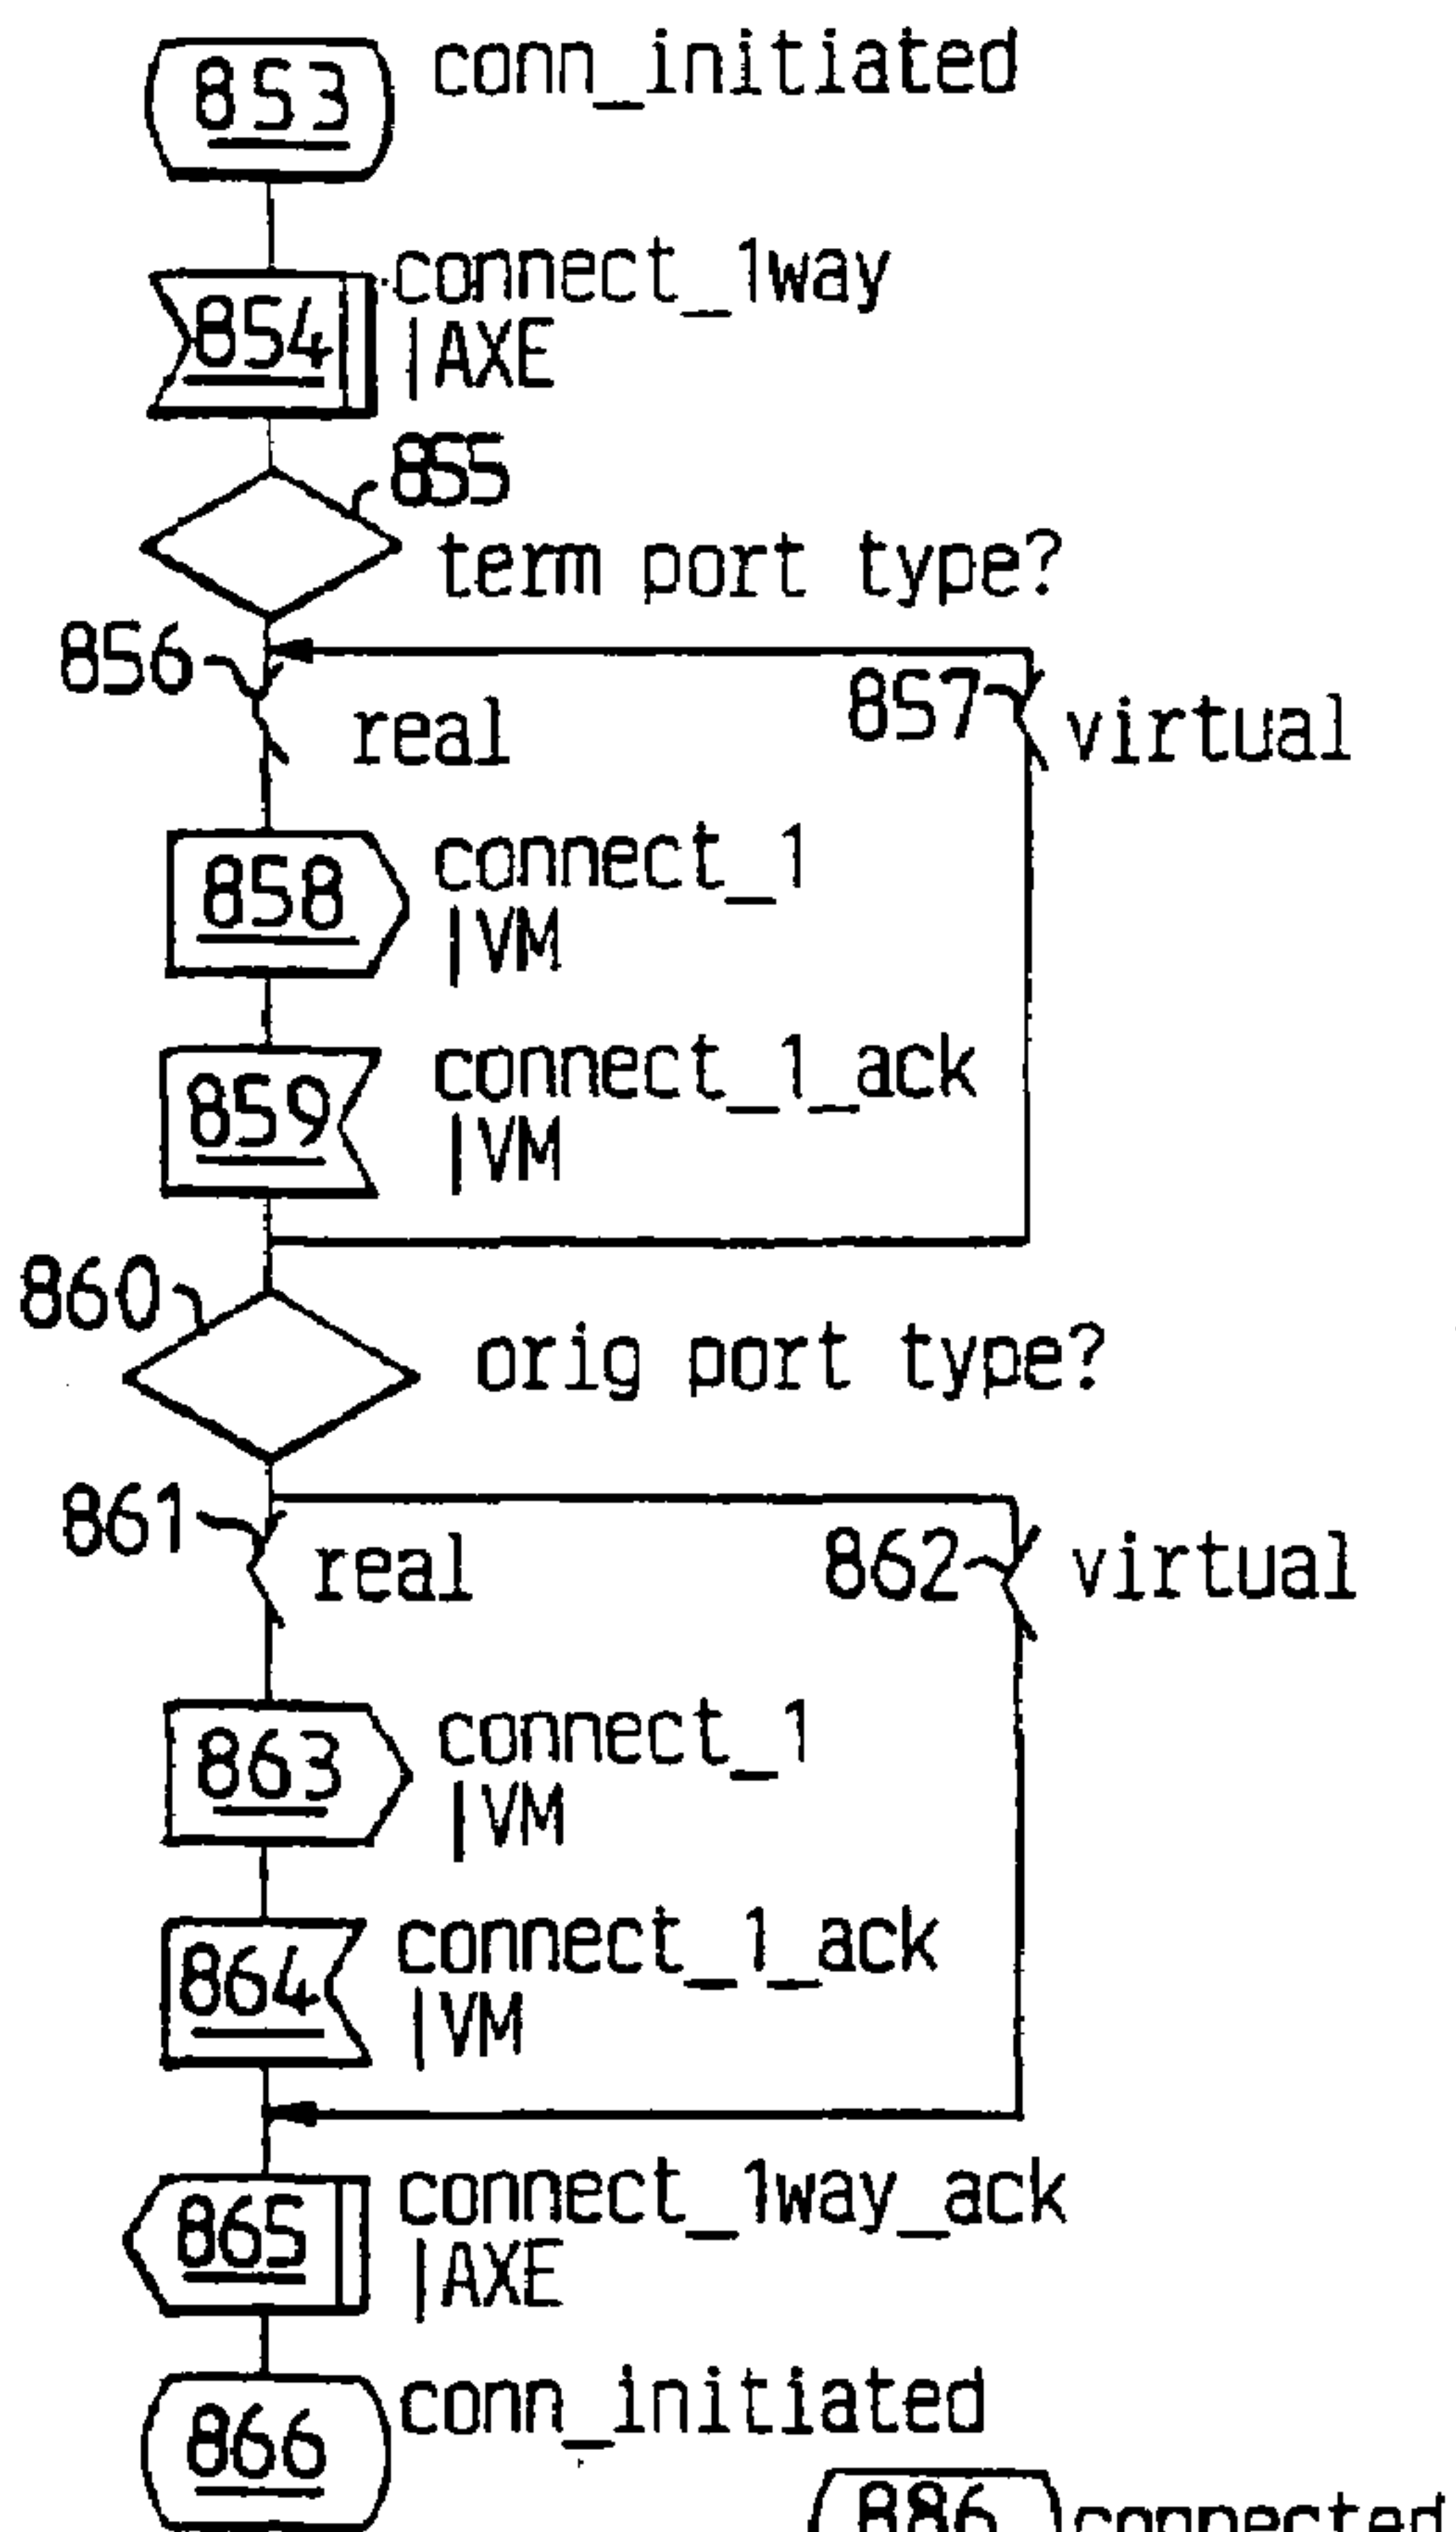 853 conn_initiated
854 connect_1way
|AXE
855
term port type?
856 real 857 virtual
858 connect_1
|VM
859 connect_1_ack
|VM
860 orig port type?
861 real 862 virtual
863 connect_1
|VM
864 connect_1_ack
|VM
865 connect_1way_ack
|AXE
866 conn_initiated
886 connected